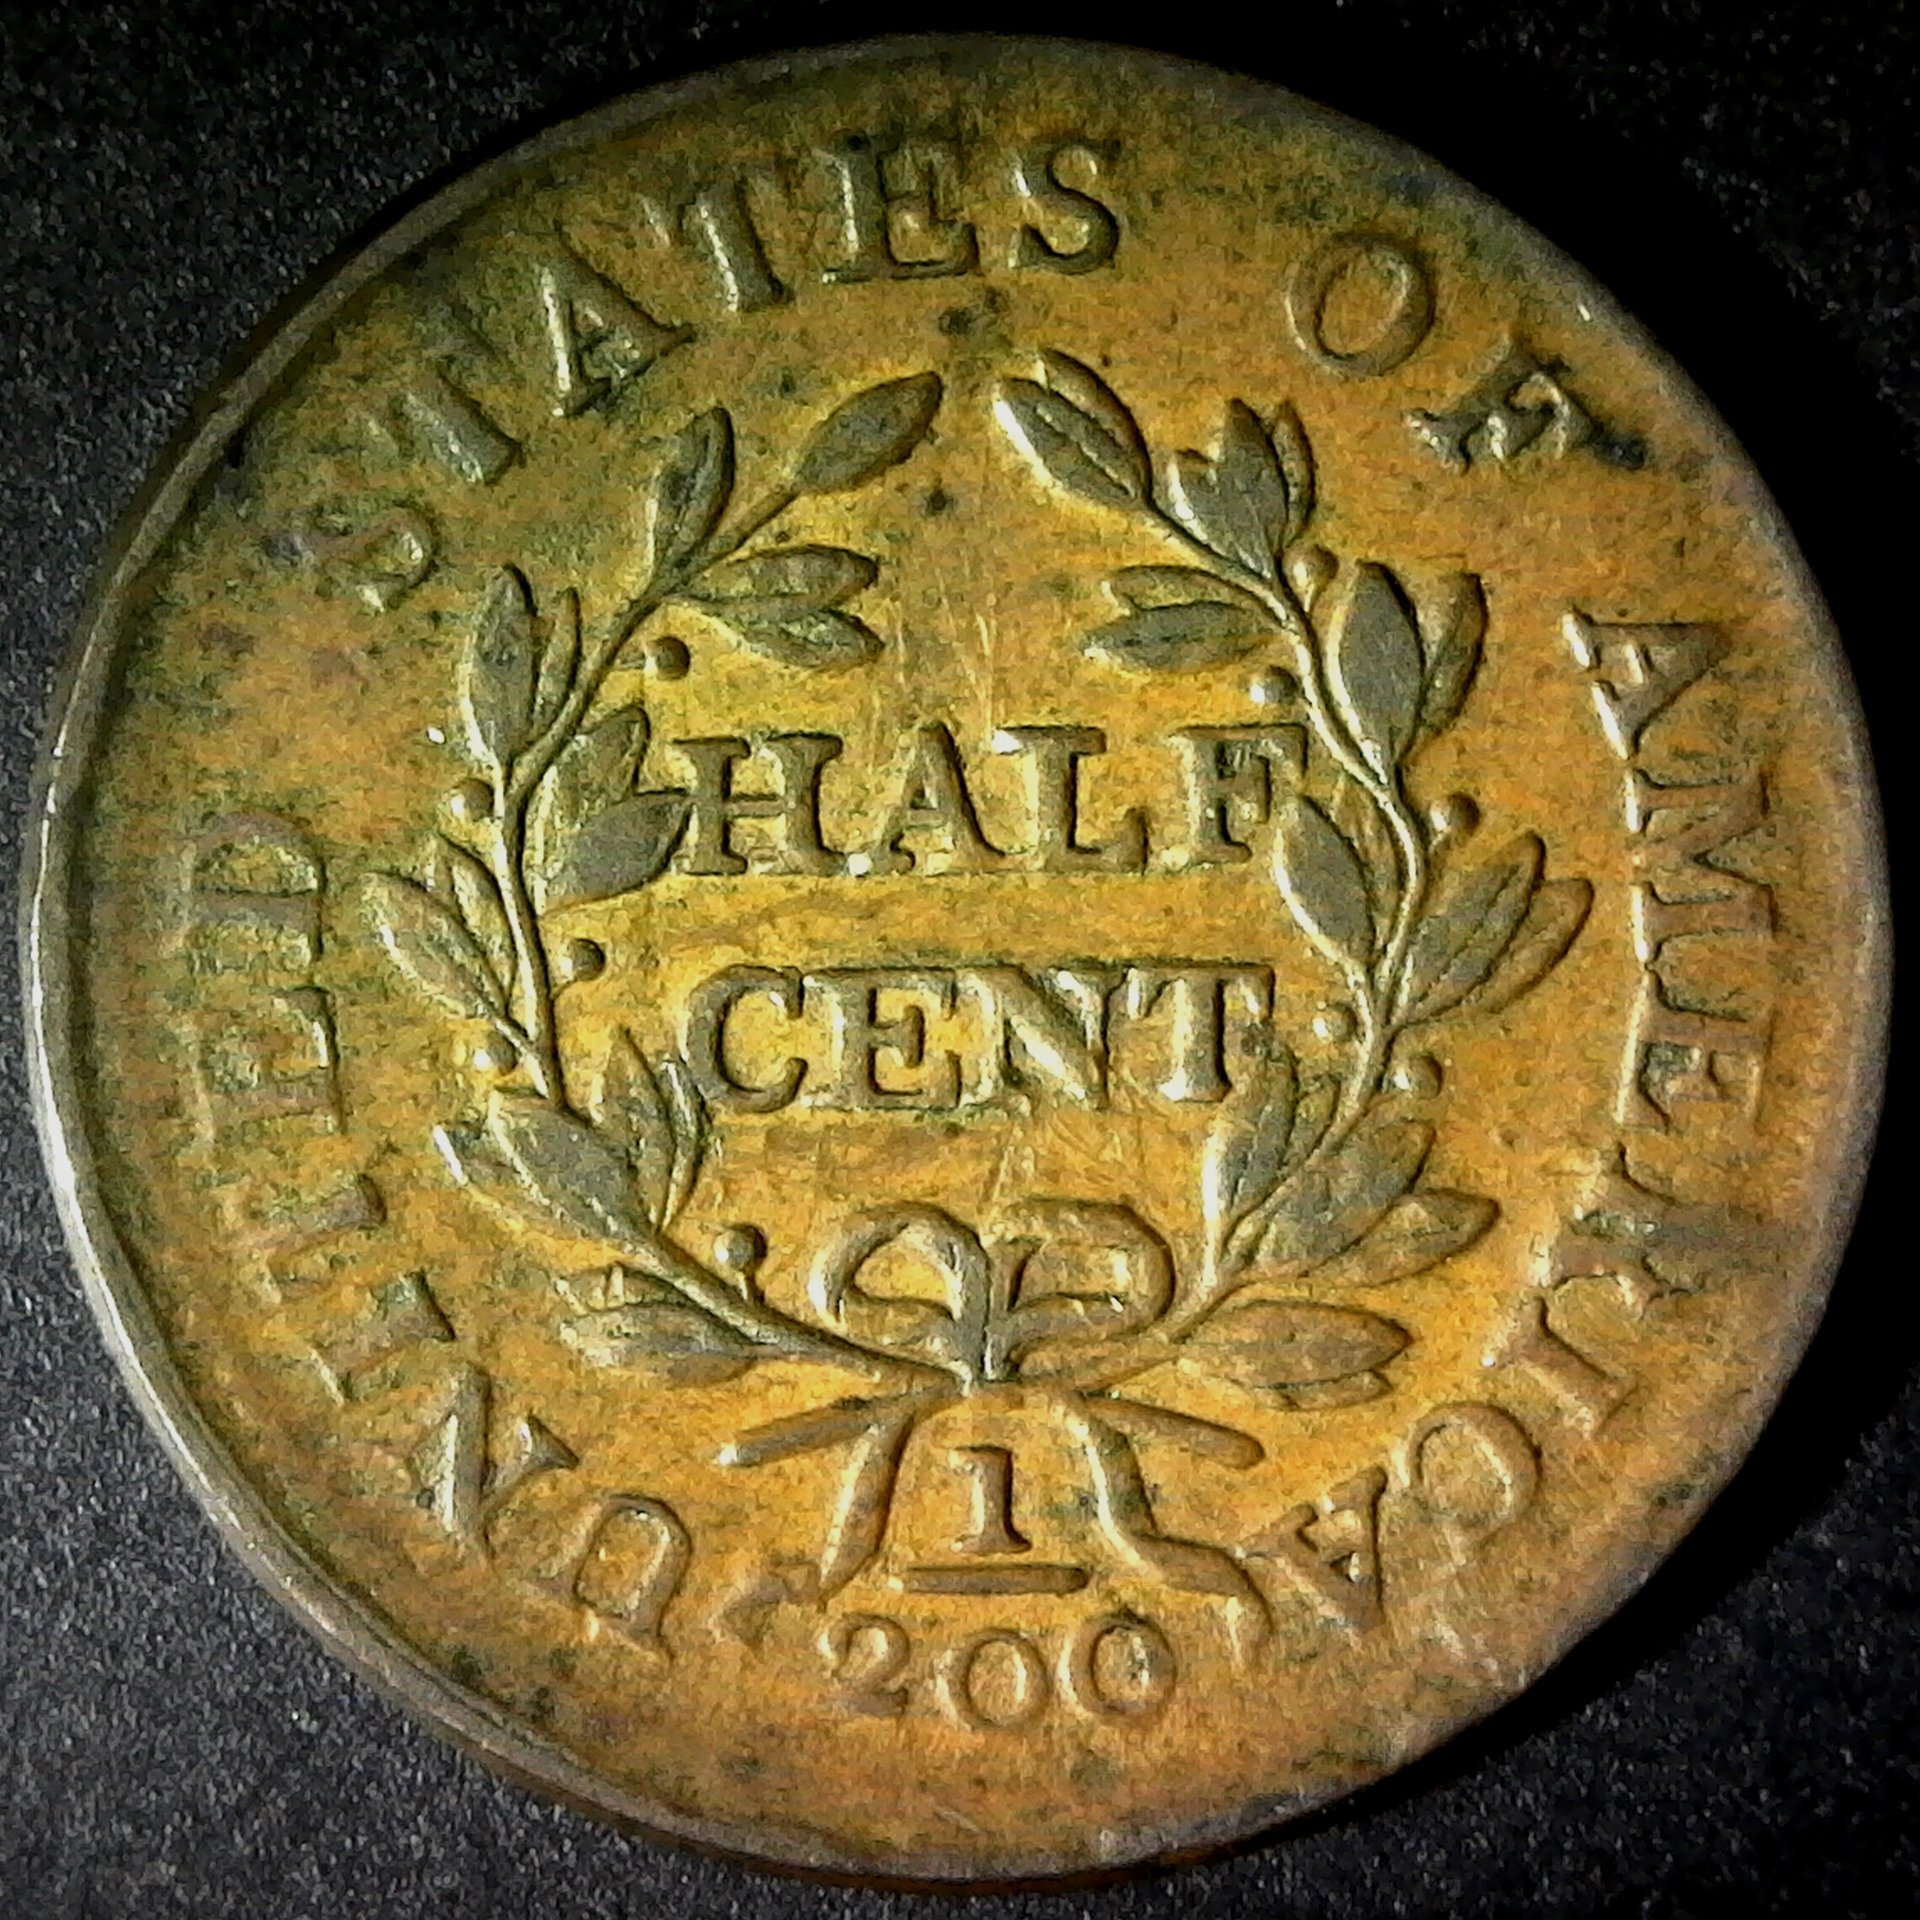 UNITED STATES OF AMERICA
HALF
CENT
1
200